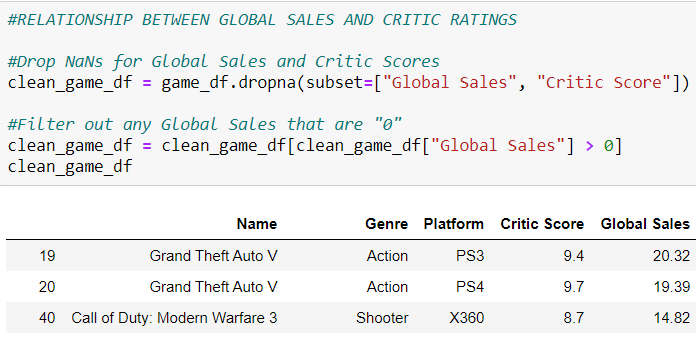 #RELATIONSHIP BETWEEN GLOBAL SALES AND CRITIC RATINGS
#Drop NaNs for Global Sales and Critic Scores
clean_game_df = game_df.dropna(subset=["Global Sales", "Critic Score"])
#Filter out any Global Sales that are "0"
clean_game_df = clean_game_df[clean_game_df["Global Sales"] > 0]
clean_game_df
Name Genre Platform Critic Score Global Sales
19 Grand Theft Auto V Action PS3 9.4 20.32
20 Grand Theft Auto V Action PS4 9.7 19.39
40 Call of Duty: Modern Warfare 3 Shooter X360 8.7 14.82